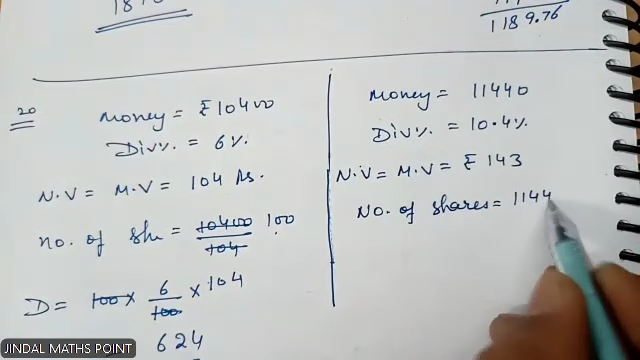 1189.76
20
Money = ₹10400
Div% = 6%
N.V = M.V = 104 Rs.
No. of she = 10400 / 104 100
D = 100 × 6/100 × 104
624
Money = 11440
Div% = 10.4%
N.V = M.V = ₹ 143
No. of shares = 1144
JINDAL MATHS POINT